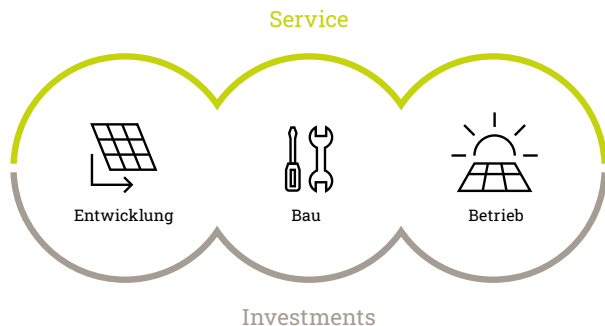 Service
Entwicklung
Bau
Betrieb
Investments